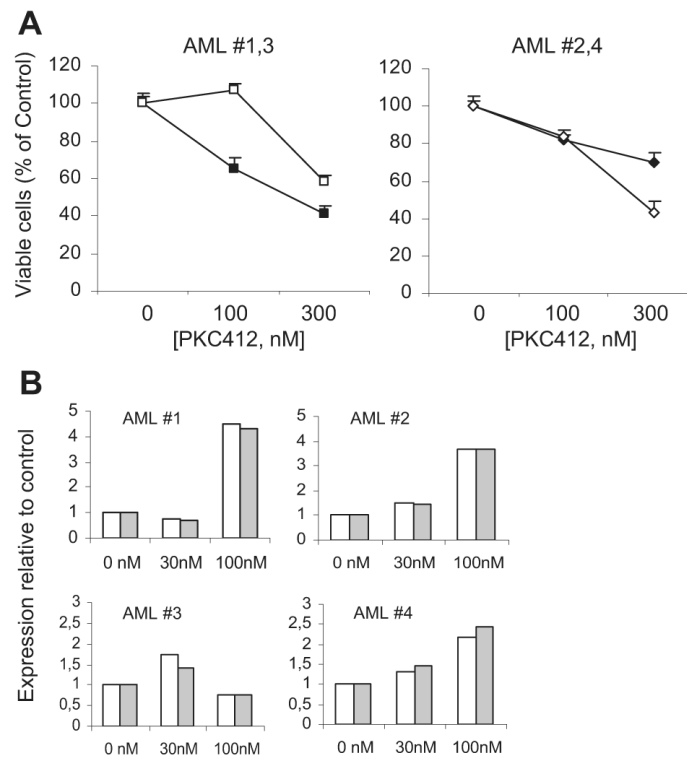 A
AML #1,3
AML #2,4
Viable cells (% of Control)
120
100
80
60
40
20
0
0 100 300
[PKC412, nM]
120
100
80
60
40
20
0
0 100 300
[PKC412, nM]
B
Expression relative to control
AML #1
5
4
3
2
1
0
0 nM 30nM 100nM
AML #2
5
4
3
2
1
0
0 nM 30nM 100nM
AML #3
3
2,5
2
1,5
1
0,5
0
0 nM 30nM 100nM
AML #4
3
2,5
2
1,5
1
0,5
0
0 nM 30nM 100nM